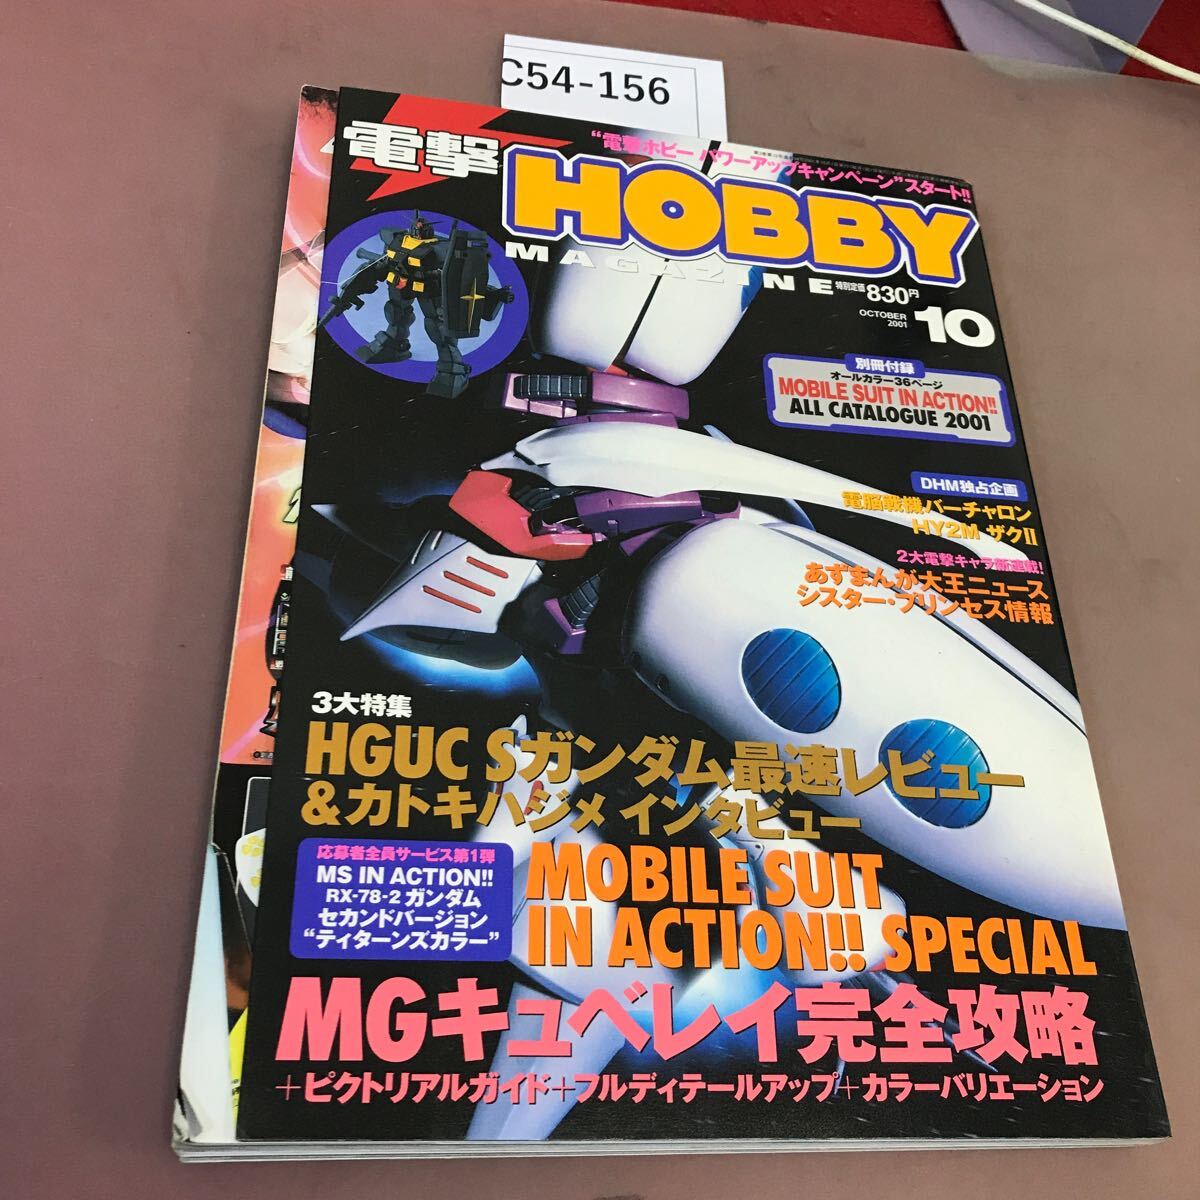 C54-156
電撃
"電撃ホビー パワーアップキャンペーン"スタート!!
HOBBY
MAGAZINE
特別定価830円
OCTOBER
2001
10
別冊付録
オールカラー36ページ
MOBILE SUIT IN ACTION!!
ALL CATALOGUE 2001
DHM独占企画
電脳戦機バーチャロン
HY2M ザクII
2大電撃キャラ新連載!
あずまんが大王ニュース
シスター・プリンセス情報
3大特集
HGUC Sガンダム最速レビュー
&カトキハジメ インタビュー
応募者全員サービス第1弾
MS IN ACTION!!
RX-78-2 ガンダム
セカンドバージョン
"ティターンズカラー"
MOBILE SUIT
IN ACTION!! SPECIAL
MGキュベレイ完全攻略
+ピクトリアルガイド+フルディテールアップ+カラーバリエーション